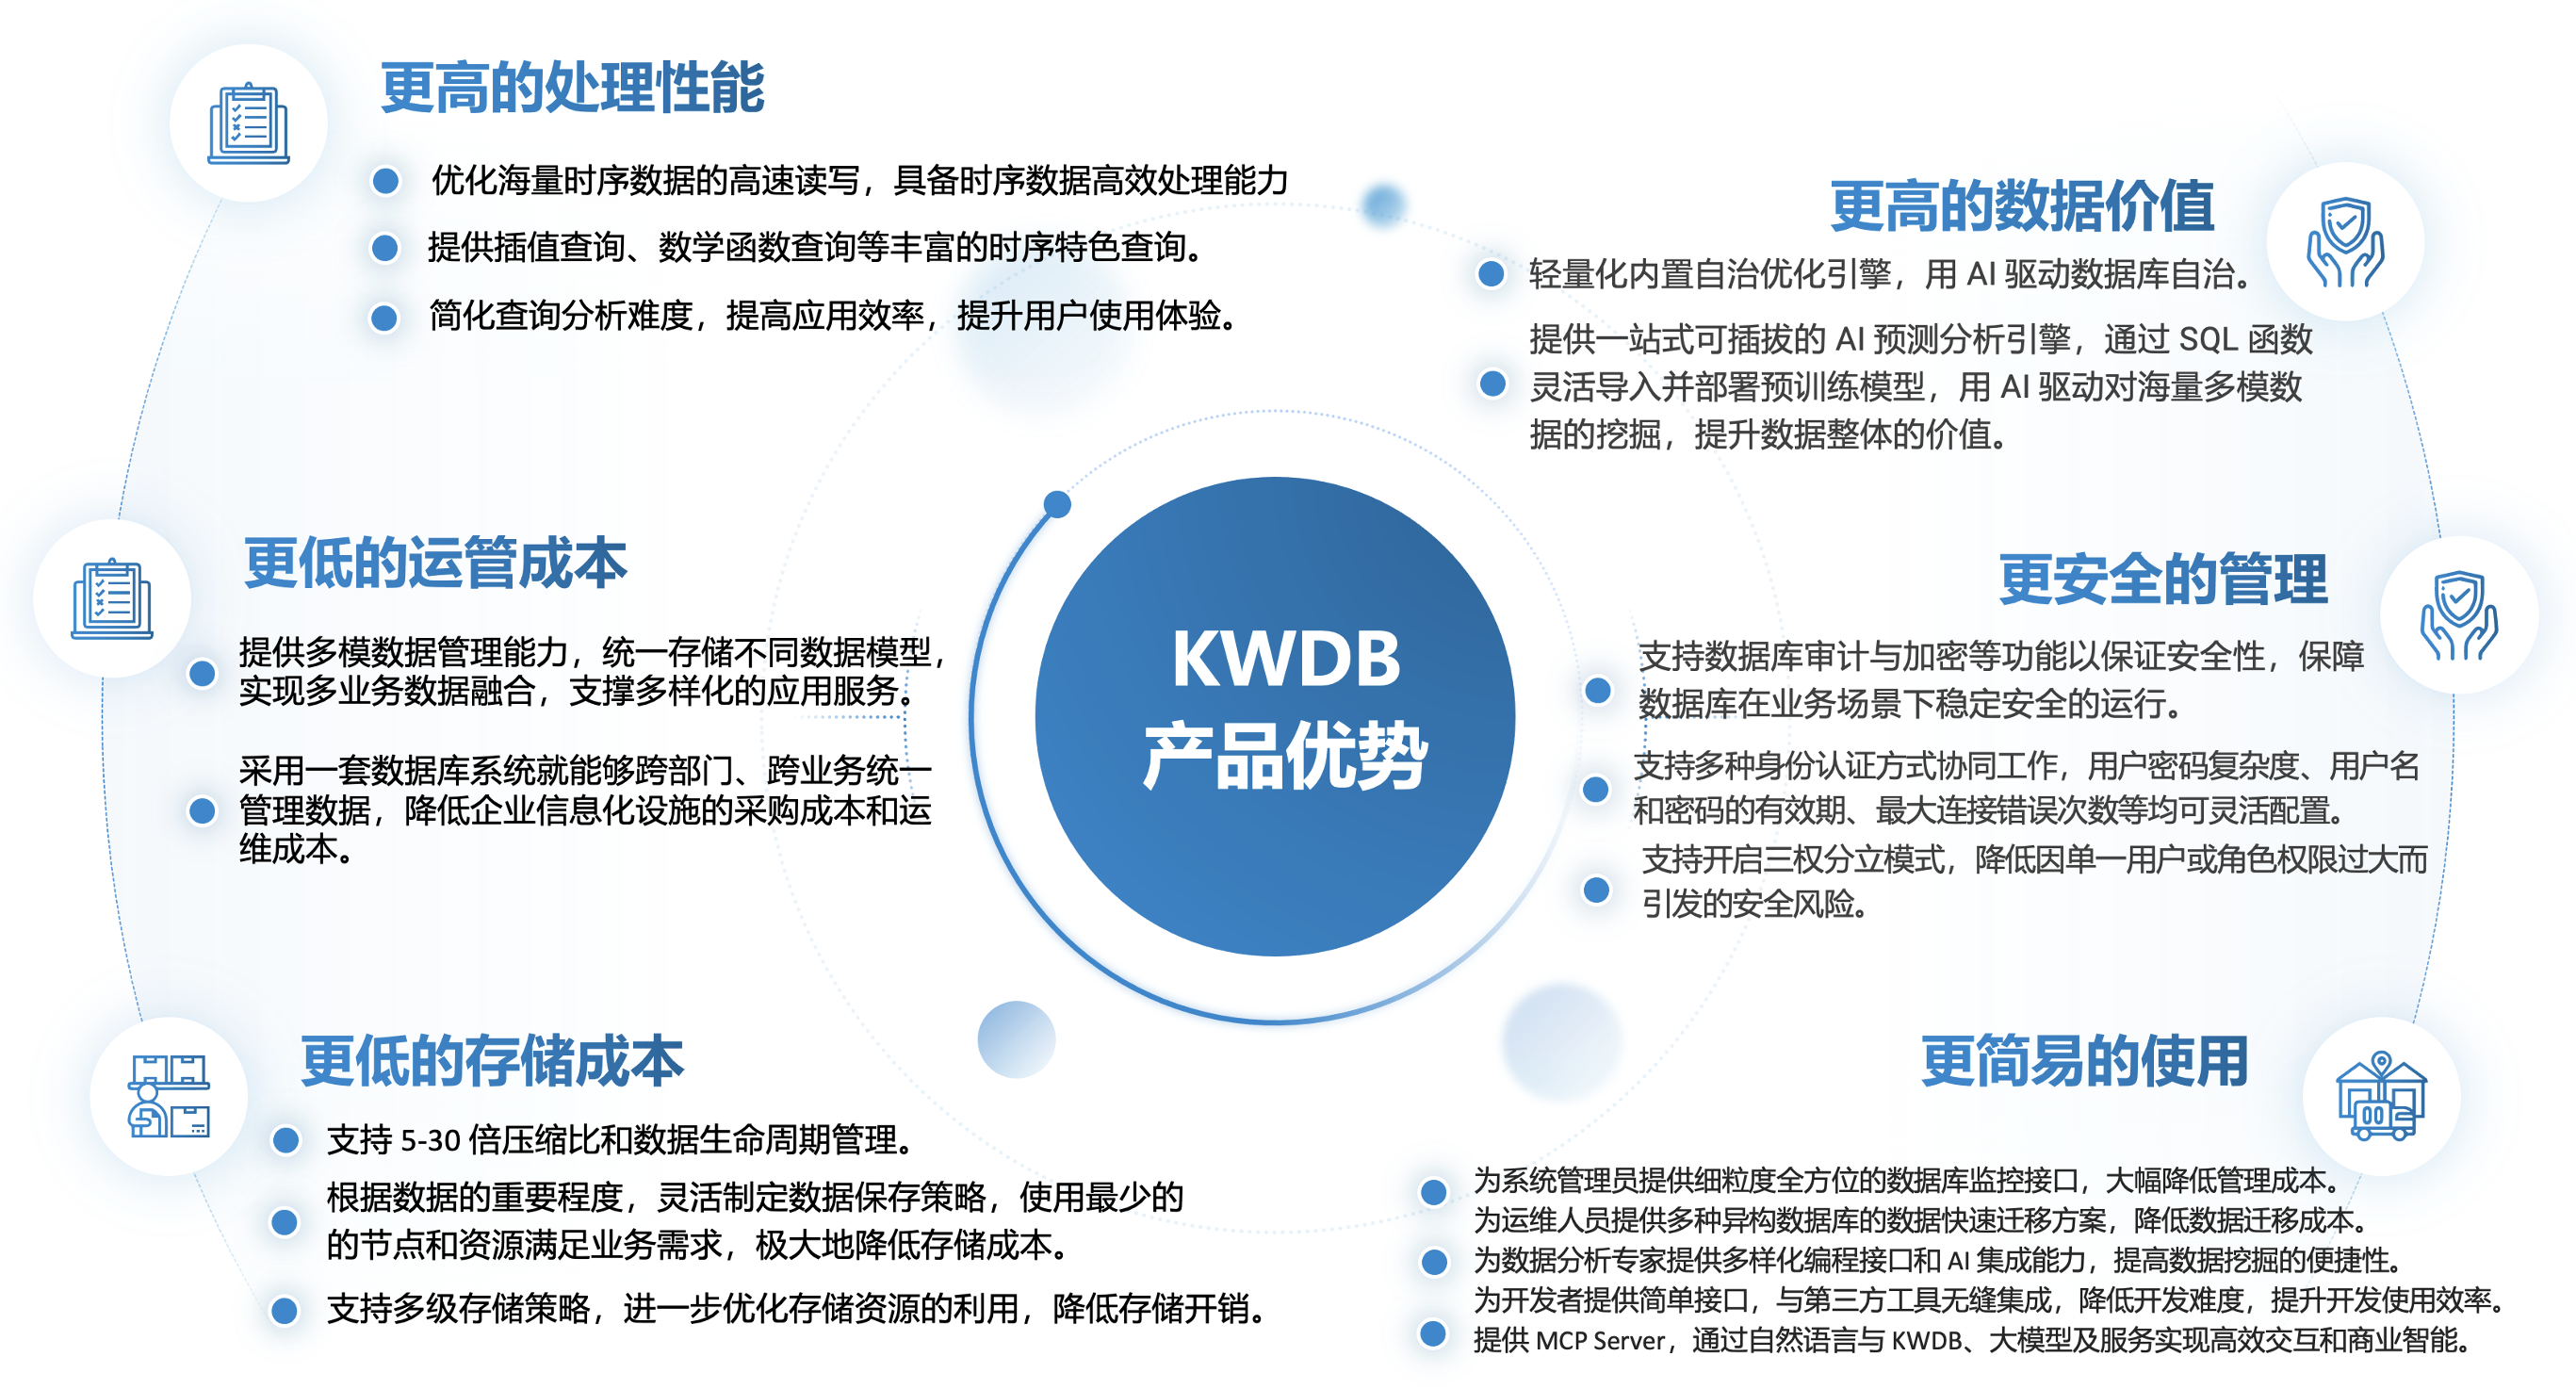 更高的处理性能
优化海量时序数据的高速读写，具备时序数据高效处理能力
提供插值查询、数学函数查询等丰富的时序特色查询。
简化查询分析难度，提高应用效率，提升用户使用体验。
更低的运管成本
提供多模数据管理能力，统一存储不同数据模型，
实现多业务数据融合，支撑多样化的应用服务。
采用一套数据库系统就能够跨部门、跨业务统一
管理数据，降低企业信息化设施的采购成本和运
维成本。
更低的存储成本
支持 5-30 倍压缩比和数据生命周期管理。
根据数据的重要程度，灵活制定数据保存策略，使用最少的
的节点和资源满足业务需求，极大地降低存储成本。
支持多级存储策略，进一步优化存储资源的利用，降低存储开销。
KWDB
产品优势
更高的数据价值
轻量化内置自治优化引擎，用 AI 驱动数据库自治。
提供一站式可插拔的 AI 预测分析引擎，通过 SQL 函数
灵活导入并部署预训练模型，用 AI 驱动对海量多模数
据的挖掘，提升数据整体的价值。
更安全的管理
支持数据库审计与加密等功能以保证安全性，保障
数据库在业务场景下稳定安全的运行。
支持多种身份认证方式协同工作，用户密码复杂度、用户名
和密码的有效期、最大连接错误次数等均可灵活配置。
支持开启三权分立模式，降低因单一用户或角色权限过大而
引发的安全风险。
更简易的使用
为系统管理员提供细粒度全方位的数据库监控接口，大幅降低管理成本。
为运维人员提供多种异构数据库的数据快速迁移方案，降低数据迁移成本。
为数据分析专家提供多样化编程接口和 AI 集成能力，提高数据挖掘的便捷性。
为开发者提供简单接口，与第三方工具无缝集成，降低开发难度，提升开发使用效率。
提供 MCP Server，通过自然语言与 KWDB、大模型及服务实现高效交互和商业智能。